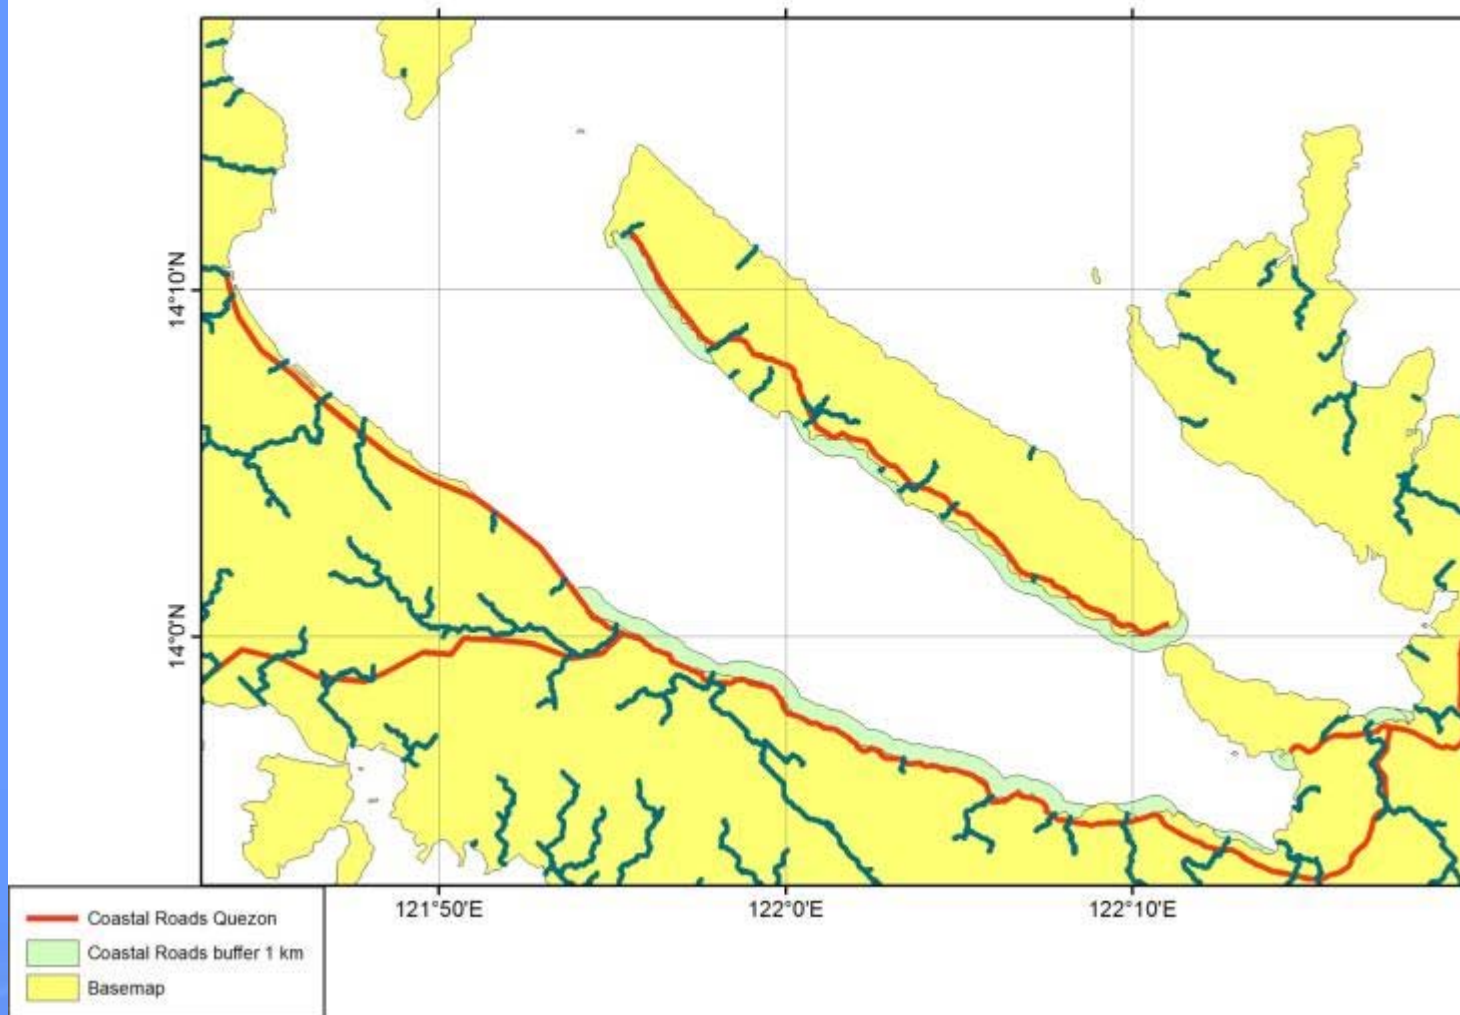 14°10'N
14°0'N
121°50'E
122°0'E
122°10'E
Coastal Roads Quezon
Coastal Roads buffer 1 km
Basemap